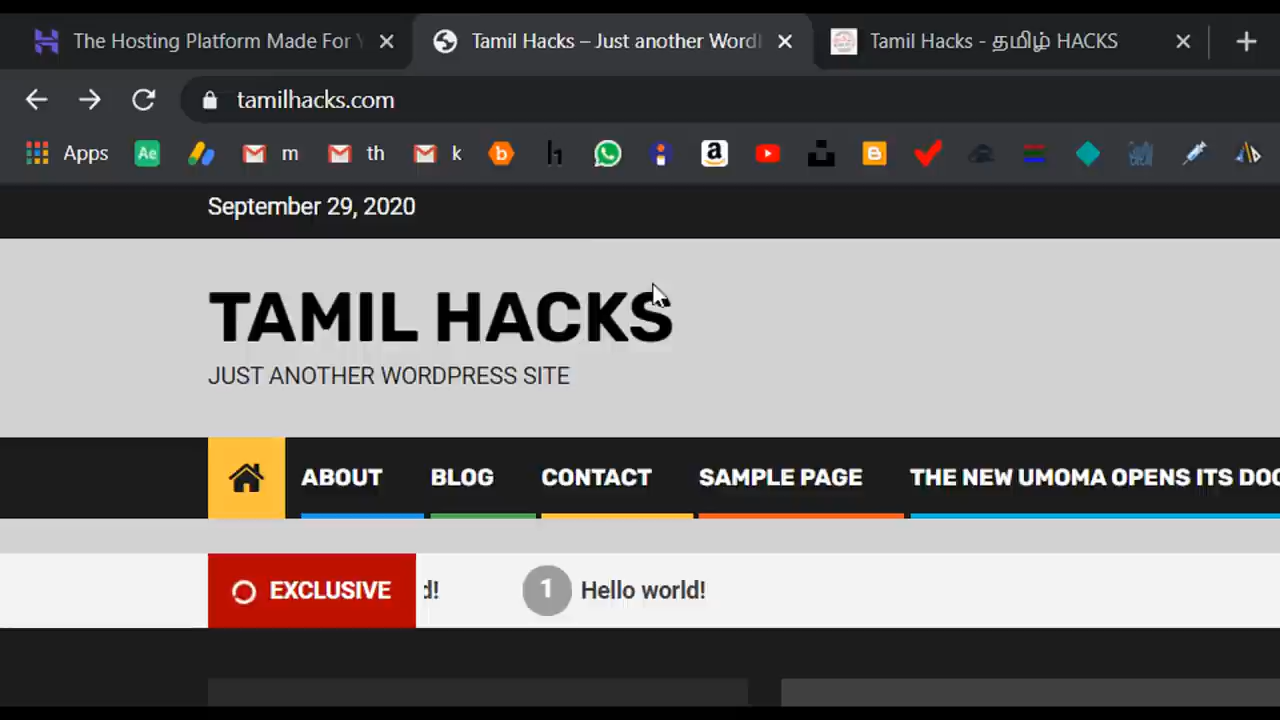 The Hosting Platform Made For Y
Tamil Hacks – Just another Word
Tamil Hacks - தமிழ் HACKS
tamilhacks.com
Apps Ae m th k b h1 a B
September 29, 2020
TAMIL HACKS
JUST ANOTHER WORDPRESS SITE
ABOUT BLOG CONTACT SAMPLE PAGE THE NEW UMOMA OPENS ITS DOO
EXCLUSIVE d! 1 Hello world!